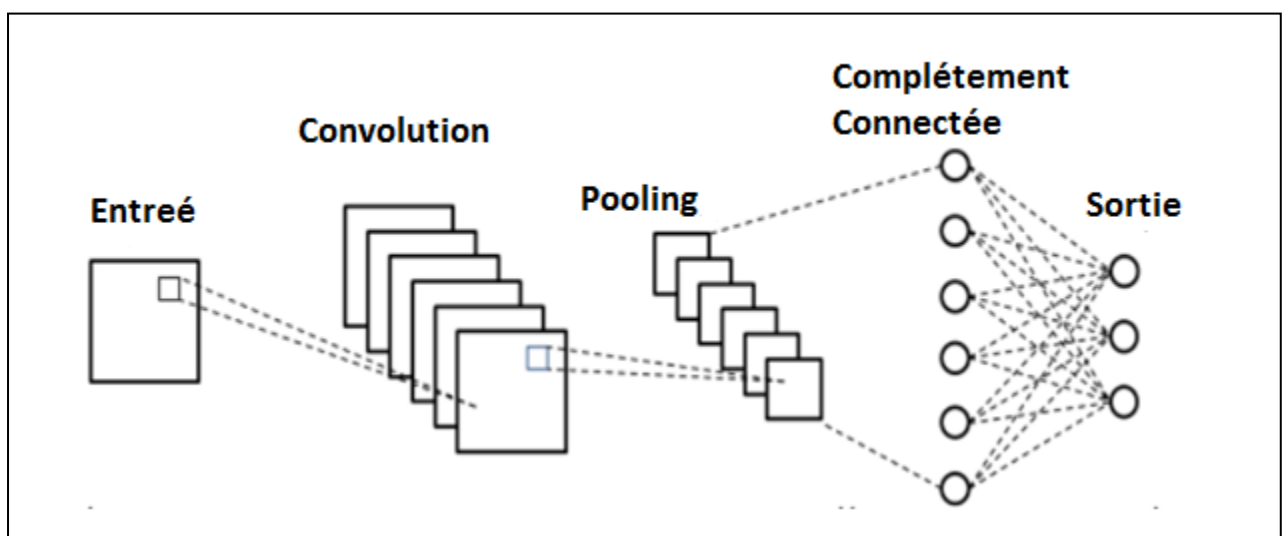 Entreé
Convolution
Pooling
Complétement
Connectée
Sortie